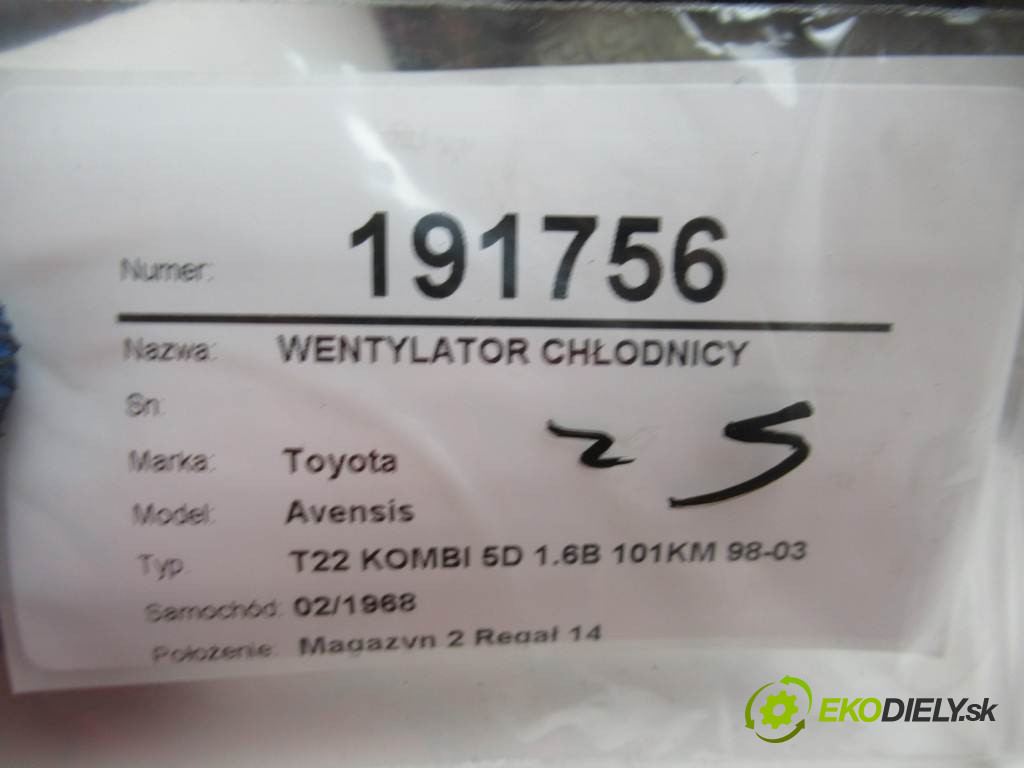 Numer: 191756
Nazwa: WENTYLATOR CHŁODNICY
Sn:
25
Marka: Toyota
Model: Avensis
Typ: T22 KOMBI 5D 1.6B 101KM 98-03
Samochód: 02/1968
Położenie: Magazyn 2 Regał 14
EKODIELY.sk